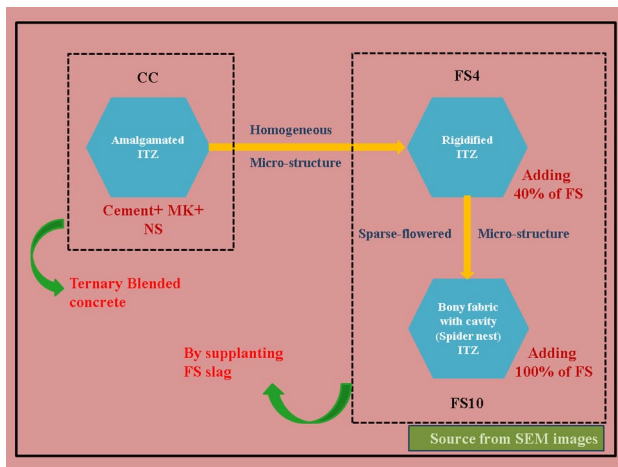 CC
Amalgamated
ITZ
Cement+ MK+
NS
Ternary Blended
concrete
Homogeneous
Micro-structure
FS4
Rigidified
ITZ
Adding
40% of FS
Sparse-flowered
Micro-structure
Bony fabric
with cavity
(Spider nest)
ITZ
Adding
100% of FS
FS10
By supplanting
FS slag
Source from SEM images